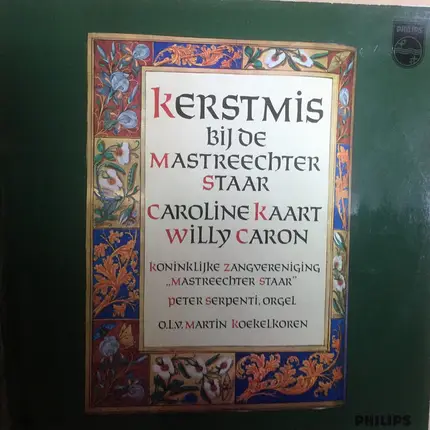 PHILIPS
Kerstmis
bij de
Mastreechter
Staar
Caroline Kaart
Willy Caron
Koninklijke Zangvereniging
„Mastreechter Staar"
Peter Serpenti, orgel
o.l.v. Martin Koekelkoren
PHILIPS